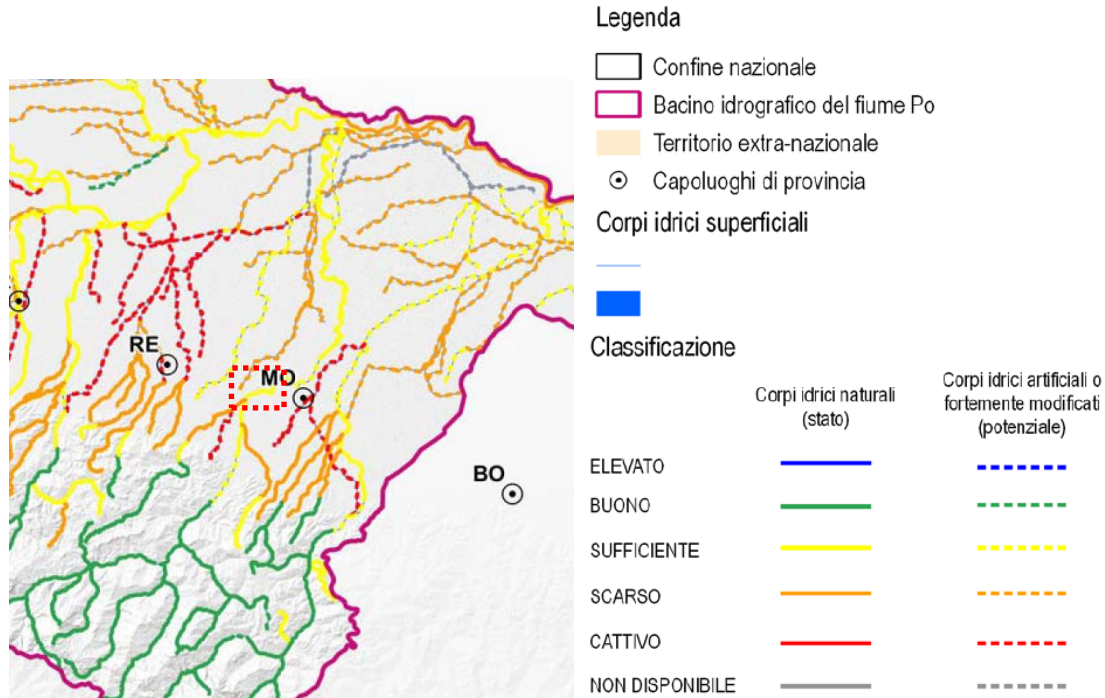 RE
MO
BO
Legenda
Confine nazionale
Bacino idrografico del fiume Po
Territorio extra-nazionale
Capoluoghi di provincia
Corpi idrici superficiali
Classificazione
Corpi idrici naturali
(stato)
Corpi idrici artificiali o
fortemente modificati
(potenziale)
ELEVATO
BUONO
SUFFICIENTE
SCARSO
CATTIVO
NON DISPONIBILE